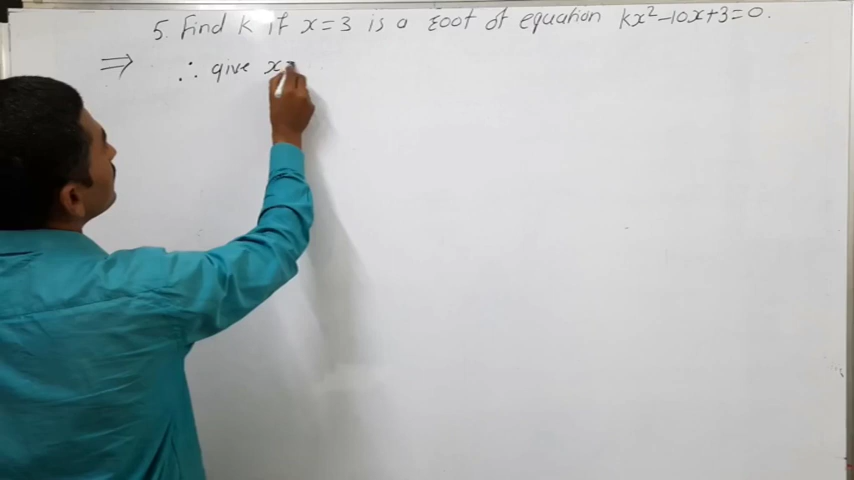 5. Find k if x=3 is a root of equation kx²-10x+3=0.
⇒ ∴ give x=